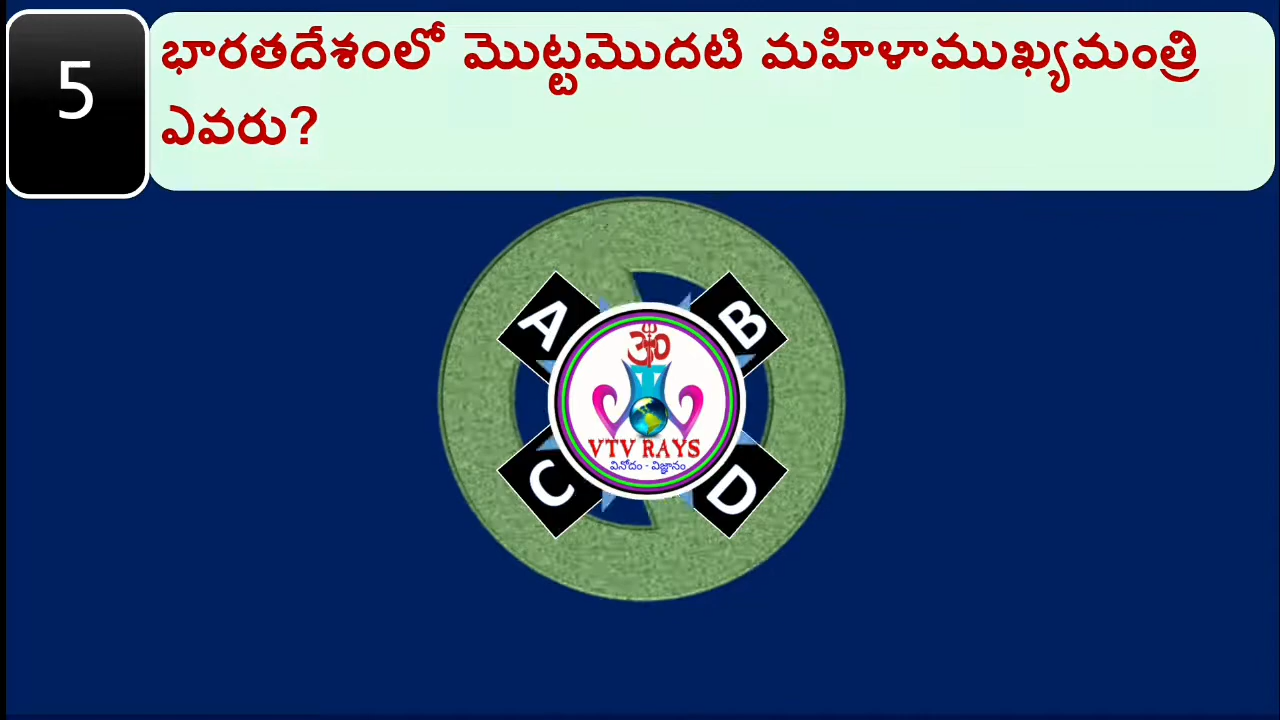 5
భారతదేశంలో మొట్టమొదటి మహిళాముఖ్యమంత్రి
ఎవరు?
A
B
ॐ
VTV RAYS
వినోదం - విజ్ఞానం
C
D